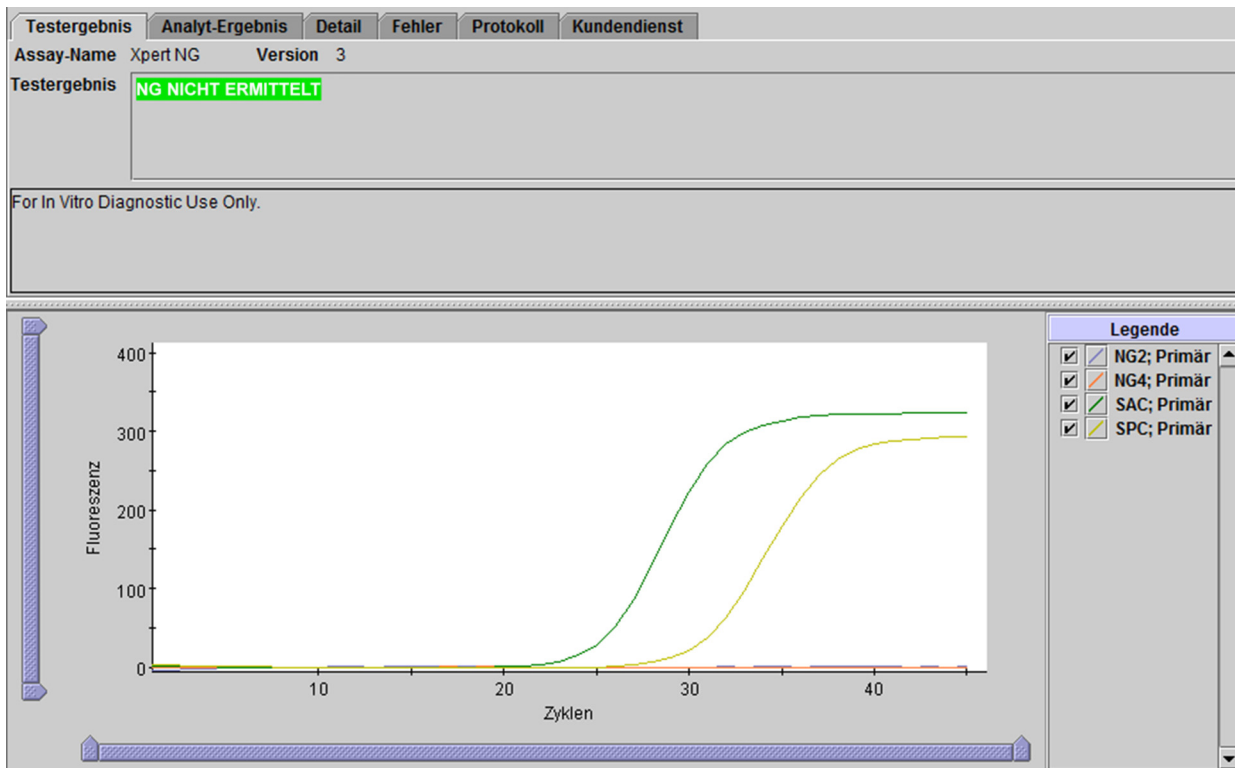 Testergebnis Analyt-Ergebnis Detail Fehler Protokoll Kundendienst
Assay-Name Xpert NG Version 3
Testergebnis NG NICHT ERMITTELT
For In Vitro Diagnostic Use Only.
Legende
NG2; Primär
NG4; Primär
SAC; Primär
SPC; Primär
400
300
200
100
0
Fluoreszenz
10 20 30 40
Zyklen